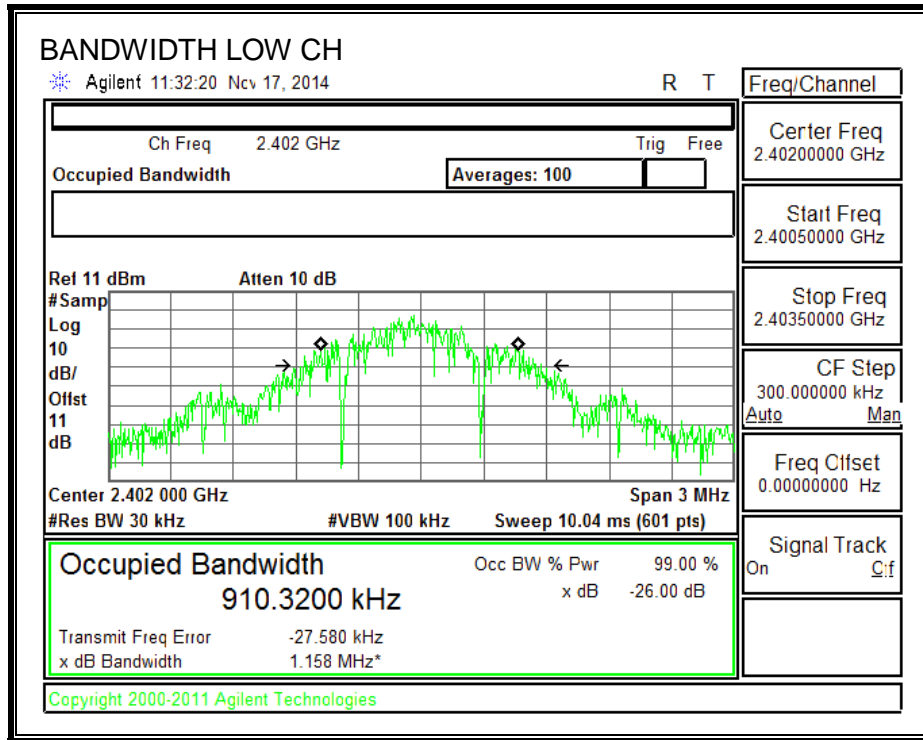 BANDWIDTH LOW CH
Agilent 11:32:20 Nov 17, 2014 R T
Freq/Channel
Ch Freq 2.402 GHz Trig Free
Occupied Bandwidth Averages: 100
Center Freq
2.40200000 GHz
Start Freq
2.40050000 GHz
Stop Freq
2.40350000 GHz
CF Step
300.000000 kHz
Auto Man
Freq Offset
0.00000000 Hz
Signal Track
On Off
Ref 11 dBm Atten 10 dB
#Samp
Log
10
dB/
Offst
11
dB
Center 2.402 000 GHz Span 3 MHz
#Res BW 30 kHz #VBW 100 kHz Sweep 10.04 ms (601 pts)
Occupied Bandwidth Occ BW % Pwr 99.00 %
910.3200 kHz x dB -26.00 dB
Transmit Freq Error -27.580 kHz
x dB Bandwidth 1.158 MHz*
Copyright 2000-2011 Agilent Technologies